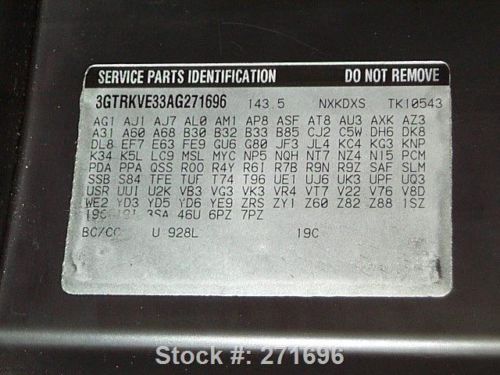 SERVICE PARTS IDENTIFICATION DO NOT REMOVE
3GTRKVE33AG271696 143.5 NXKDXS TK10543
AG1 AJ1 AJ7 AL0 AM1 AP8 ASF AT8 AU3 AXK AZ3
A31 A60 A68 B30 B32 B33 B85 CJ2 C5W DH6 DK8
DL8 EF7 E63 FE9 GU6 G80 JF3 JL4 KC4 KG3 KNP
K34 K5L LC9 MSL MYC NP5 NQH NT7 NZ4 N15 PCM
PDA PPA QSS R00 R4Y R6I R7B R9N R9Z SAF SLM
SSB S84 TFE TUF T74 T96 UE1 UJ6 UK3 UPF UQ3
USR UUI U2K VB3 VG3 VK3 VR4 VT7 V22 V76 V8D
WE2 YD3 YD5 YD6 YE9 ZRS ZY1 Z60 Z82 Z88 1SZ
19C 191 3SA 46U 6PZ 7PZ
BC/CC U 928L 19C
Stock #: 271696